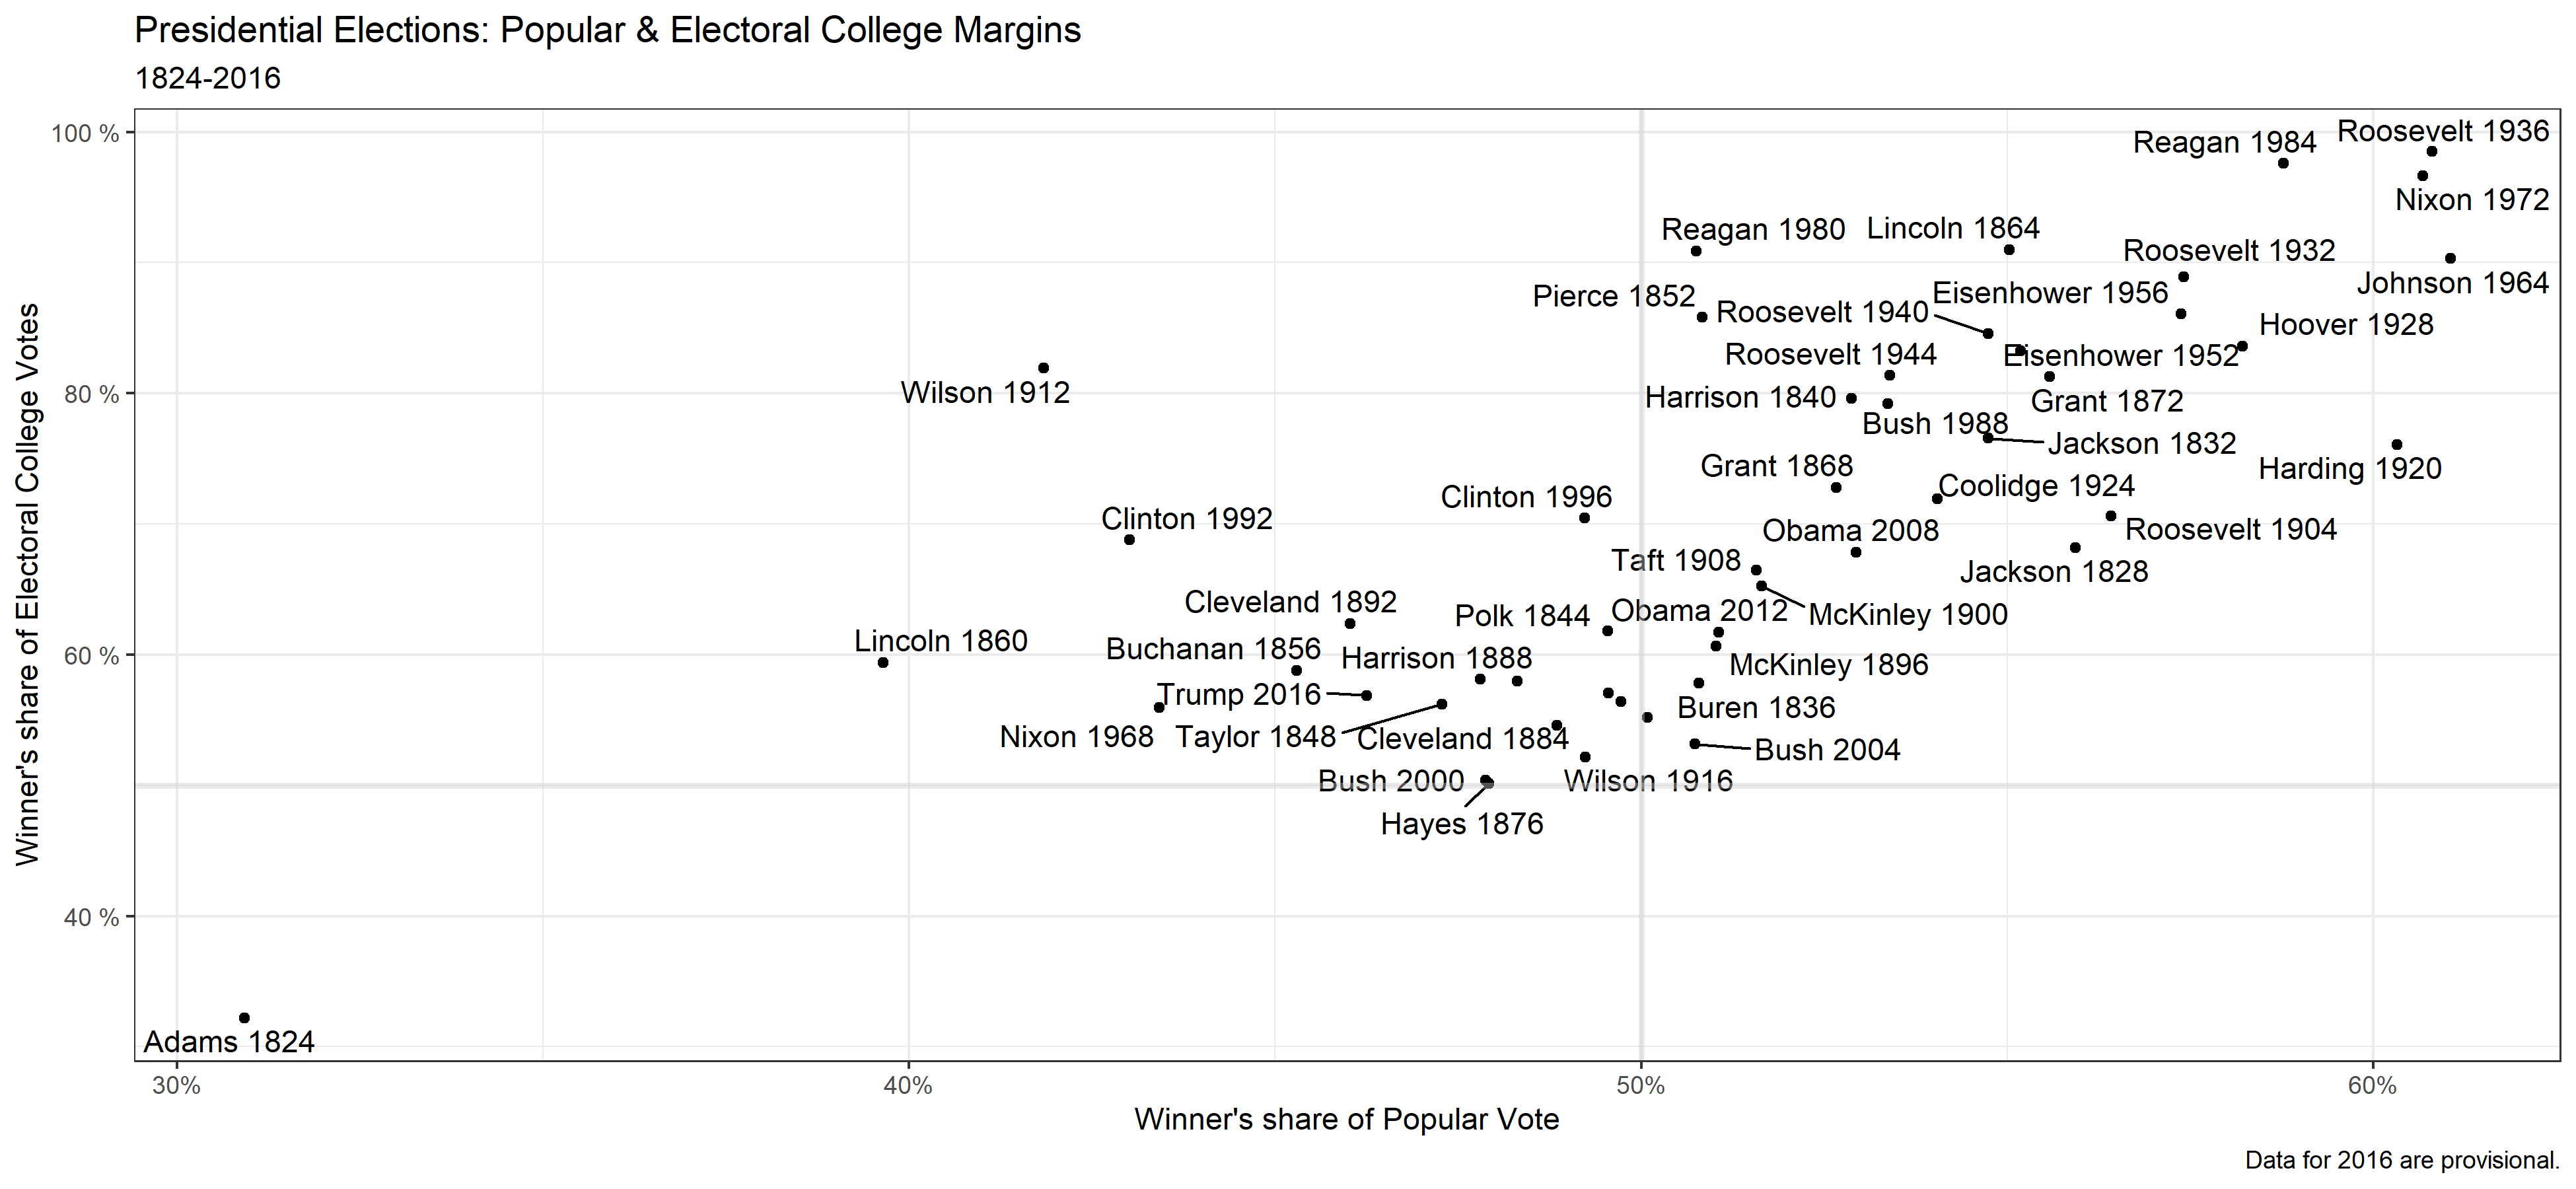 Presidential Elections: Popular & Electoral College Margins
1824-2016
Winner's share of Electoral College Votes
100 %
80 %
60 %
40 %
Roosevelt 1936
Reagan 1984
Nixon 1972
Reagan 1980
Lincoln 1864
Roosevelt 1932
Johnson 1964
Eisenhower 1956
Pierce 1852
Roosevelt 1940
Hoover 1928
Roosevelt 1944
Eisenhower 1952
Wilson 1912
Harrison 1840
Grant 1872
Bush 1988
Jackson 1832
Grant 1868
Harding 1920
Coolidge 1924
Clinton 1996
Clinton 1992
Obama 2008
Roosevelt 1904
Taft 1908
Jackson 1828
Cleveland 1892
Obama 2012
Polk 1844
McKinley 1900
Lincoln 1860
Buchanan 1856
Harrison 1888
McKinley 1896
Trump 2016
Buren 1836
Nixon 1968
Taylor 1848
Cleveland 1884
Bush 2004
Bush 2000
Wilson 1916
Hayes 1876
Adams 1824
30%
40%
50%
60%
Winner's share of Popular Vote
Data for 2016 are provisional.